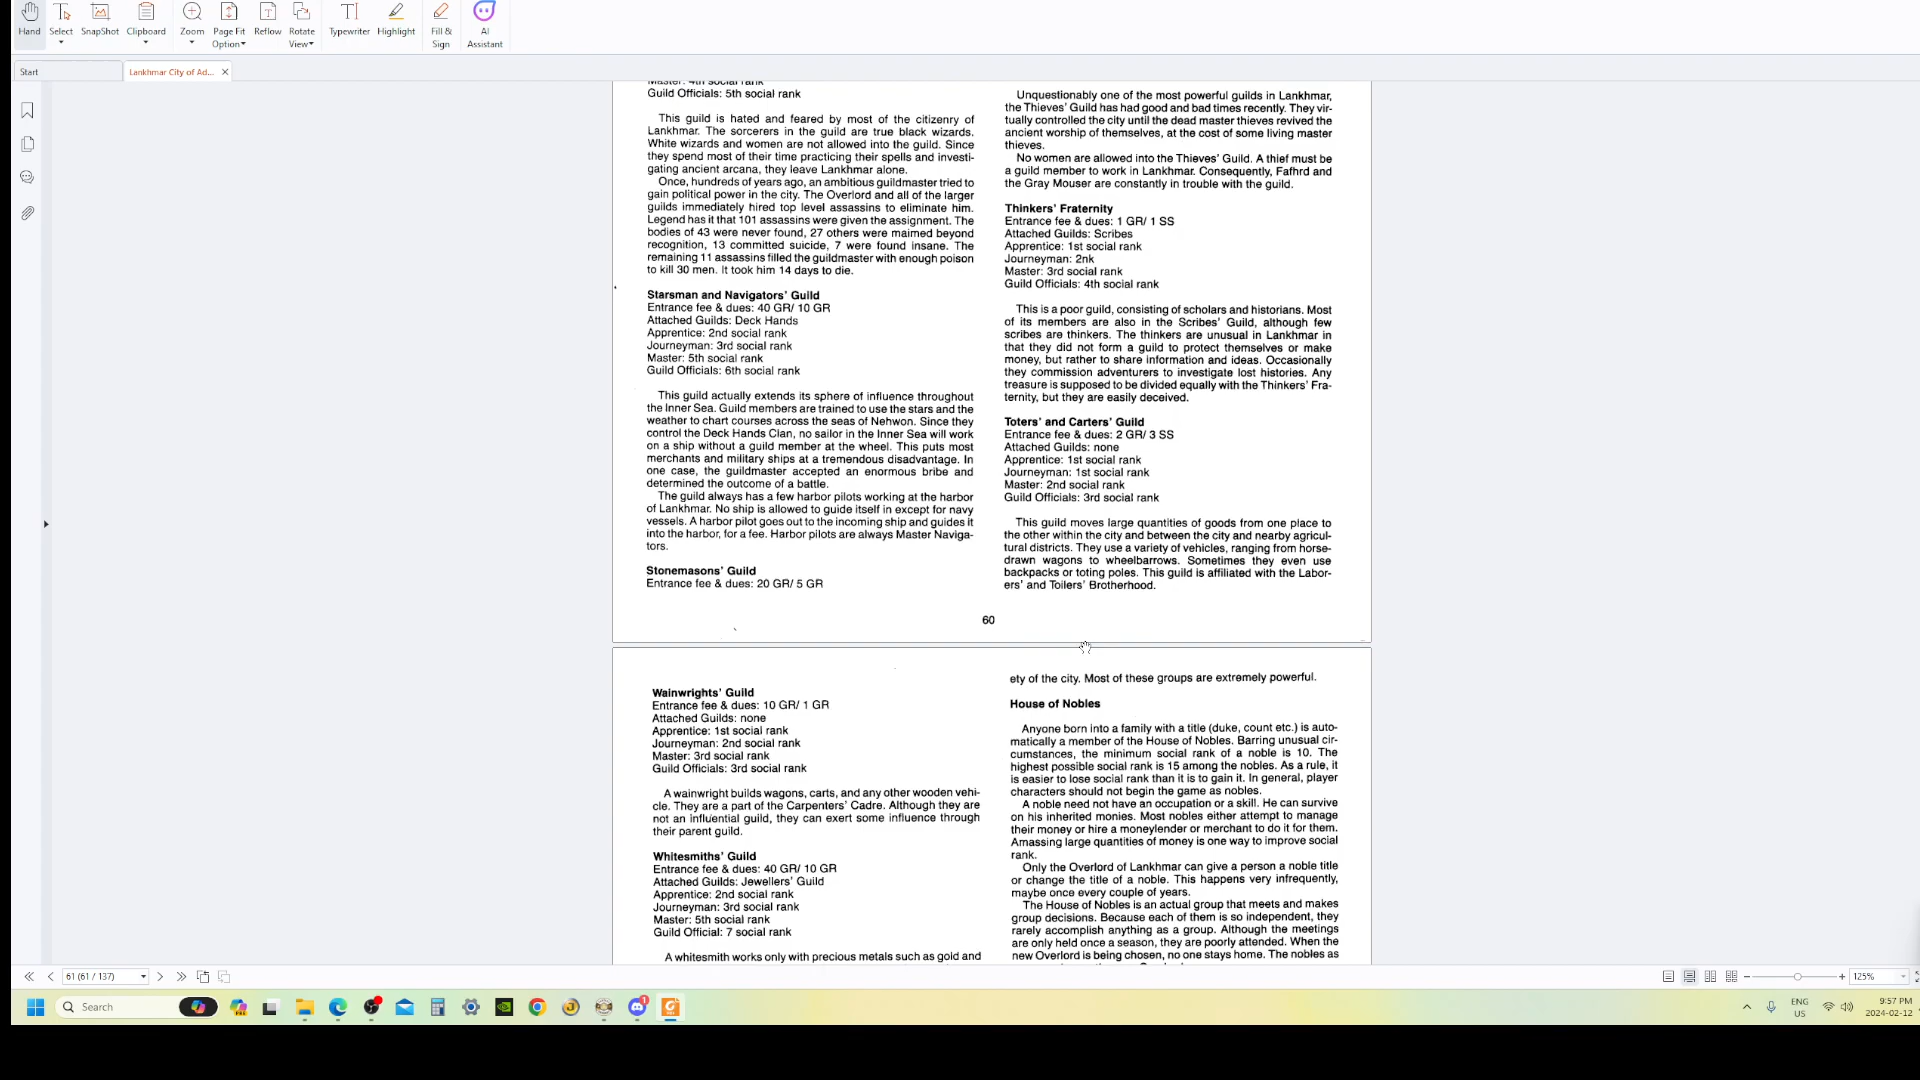 Hand
Select
SnapShot
Clipboard
Zoom
Page Fit
Option
Reflow
Rotate
View
Typewriter
Highlight
Fill &
Sign
AI
Assistant
Start
Lankhmar City of Ad...
Master: 4th social rank
Guild Officials: 5th social rank
This guild is hated and feared by most of the citizenry of
Lankhmar. The sorcerers in the guild are true black wizards.
White wizards and women are not allowed into the guild. Since
they spend most of their time practicing their spells and investi-
gating ancient arcana, they leave Lankhmar alone.
Once, hundreds of years ago, an ambitious guildmaster tried to
gain political power in the city. The Overlord and all of the larger
guilds immediately hired top level assassins to eliminate him.
Legend has it that 101 assassins were given the assignment. The
bodies of 43 were never found, 27 others were maimed beyond
recognition, 13 committed suicide, 7 were found insane. The
remaining 11 assassins filled the guildmaster with enough poison
to kill 30 men. It took him 14 days to die.
Starsman and Navigators' Guild
Entrance fee & dues: 40 GR/ 10 GR
Attached Guilds: Deck Hands
Apprentice: 2nd social rank
Journeyman: 3rd social rank
Master: 5th social rank
Guild Officials: 6th social rank
This guild actually extends its sphere of influence throughout
the Inner Sea. Guild members are trained to use the stars and the
weather to chart courses across the seas of Nehwon. Since they
control the Deck Hands Clan, no sailor in the Inner Sea will work
on a ship without a guild member at the wheel. This puts most
merchants and military ships at a tremendous disadvantage. In
one case, the guildmaster accepted an enormous bribe and
determined the outcome of a battle.
The guild always has a few harbor pilots working at the harbor
of Lankhmar. No ship is allowed to guide itself in except for navy
vessels. A harbor pilot goes out to the incoming ship and guides it
into the harbor, for a fee. Harbor pilots are always Master Naviga-
tors.
Stonemasons' Guild
Entrance fee & dues: 20 GR/ 5 GR
Unquestionably one of the most powerful guilds in Lankhmar,
the Thieves' Guild has had good and bad times recently. They vir-
tually controlled the city until the dead master thieves revived the
ancient worship of themselves, at the cost of some living master
thieves.
No women are allowed into the Thieves' Guild. A thief must be
a guild member to work in Lankhmar. Consequently, Fafhrd and
the Gray Mouser are constantly in trouble with the guild.
Thinkers' Fraternity
Entrance fee & dues: 1 GR/ 1 SS
Attached Guilds: Scribes
Apprentice: 1st social rank
Journeyman: 2nk
Master: 3rd social rank
Guild Officials: 4th social rank
This is a poor guild, consisting of scholars and historians. Most
of its members are also in the Scribes' Guild, although few
scribes are thinkers. The thinkers are unusual in Lankhmar in
that they did not form a guild to protect themselves or make
money, but rather to share information and ideas. Occasionally
they commission adventurers to investigate lost histories. Any
treasure is supposed to be divided equally with the Thinkers' Fra-
ternity, but they are easily deceived.
Toters' and Carters' Guild
Entrance fee & dues: 2 GR/ 3 SS
Attached Guilds: none
Apprentice: 1st social rank
Journeyman: 1st social rank
Master: 2nd social rank
Guild Officials: 3rd social rank
This guild moves large quantities of goods from one place to
the other within the city and between the city and nearby agricul-
tural districts. They use a variety of vehicles, ranging from horse-
drawn wagons to wheelbarrows. Sometimes they even use
backpacks or toting poles. This guild is affiliated with the Labor-
ers' and Toilers' Brotherhood.
60
Wainwrights' Guild
Entrance fee & dues: 10 GR/ 1 GR
Attached Guilds: none
Apprentice: 1st social rank
Journeyman: 2nd social rank
Master: 3rd social rank
Guild Officials: 3rd social rank
A wainwright builds wagons, carts, and any other wooden vehi-
cle. They are a part of the Carpenters' Cadre. Although they are
not an influential guild, they can exert some influence through
their parent guild.
Whitesmiths' Guild
Entrance fee & dues: 40 GR/ 10 GR
Attached Guilds: Jewellers' Guild
Apprentice: 2nd social rank
Journeyman: 3rd social rank
Master: 5th social rank
Guild Official: 7 social rank
A whitesmith works only with precious metals such as gold and
ety of the city. Most of these groups are extremely powerful.
House of Nobles
Anyone born into a family with a title (duke, count etc.) is auto-
matically a member of the House of Nobles. Barring unusual cir-
cumstances, the minimum social rank of a noble is 10. The
highest possible social rank is 15 among the nobles. As a rule, it
is easier to lose social rank than it is to gain it. In general, player
characters should not begin the game as nobles.
A noble need not have an occupation or a skill. He can survive
on his inherited monies. Most nobles either attempt to manage
their money or hire a moneylender or merchant to do it for them.
Amassing large quantities of money is one way to improve social
rank.
Only the Overlord of Lankhmar can give a person a noble title
or change the title of a noble. This happens very infrequently,
maybe once every couple of years.
The House of Nobles is an actual group that meets and makes
group decisions. Because each of them is so independent, they
rarely accomplish anything as a group. Although the meetings
are only held once a season, they are poorly attended. When the
new Overlord is being chosen, no one stays home. The nobles as
61 (61 / 137)
125%
Search
ENG
US
9:57 PM
2024-02-12